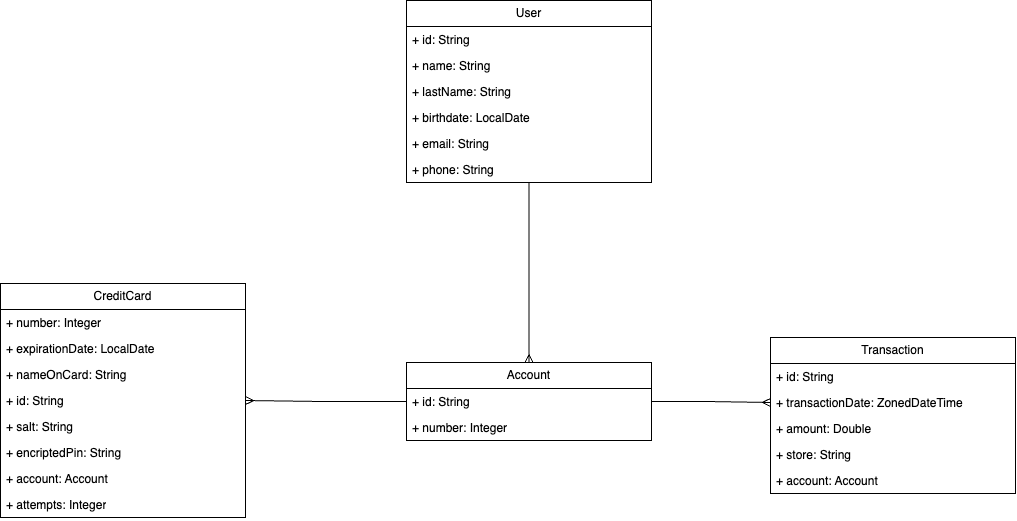 User
+ id: String
+ name: String
+ lastName: String
+ birthdate: LocalDate
+ email: String
+ phone: String
CreditCard
+ number: Integer
+ expirationDate: LocalDate
+ nameOnCard: String
+ id: String
+ salt: String
+ encriptedPin: String
+ account: Account
+ attempts: Integer
Account
+ id: String
+ number: Integer
Transaction
+ id: String
+ transactionDate: ZonedDateTime
+ amount: Double
+ store: String
+ account: Account